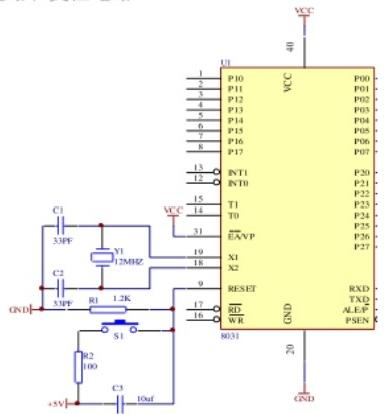 VCC
40
U1
1 P10 VCC P00
2 P11 P01
3 P12 P02
4 P13 P03
5 P14 P04
6 P15 P05
7 P16 P06
8 P17 P07
13 INT1 P20
12 INT0 P21
P22
15 T1 P23
14 T0 P24
P25
VCC
31 EA/VP P26
P27
C1
33PF
Y1
12MHZ
19 X1
18 X2
C2
33PF
9 RESET RXD
TXD
GND
R1 1.2K
17 RD GND ALE/P
16 WR PSEN
S1
8031
R2
100
20
C3 10uf
+5V
GND